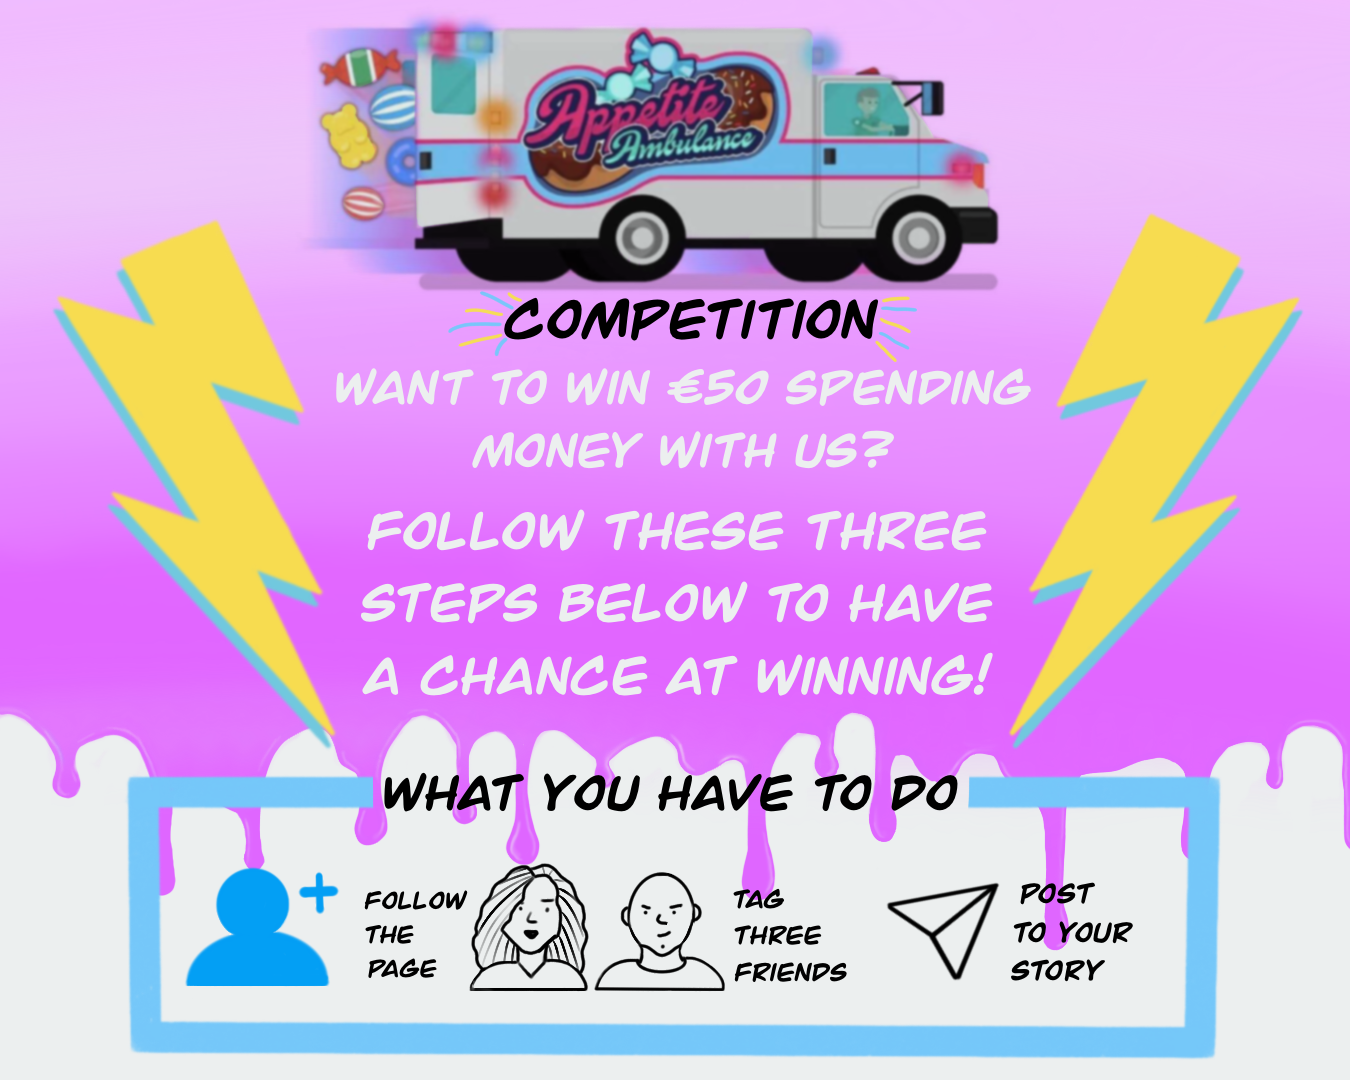 Appetite
Ambulance
COMPETITION
WANT TO WIN €50 SPENDING
MONEY WITH US?
FOLLOW THESE THREE
STEPS BELOW TO HAVE
A CHANCE AT WINNING!
WHAT YOU HAVE TO DO
FOLLOW
THE
PAGE
TAG
THREE
FRIENDS
POST
TO YOUR
STORY